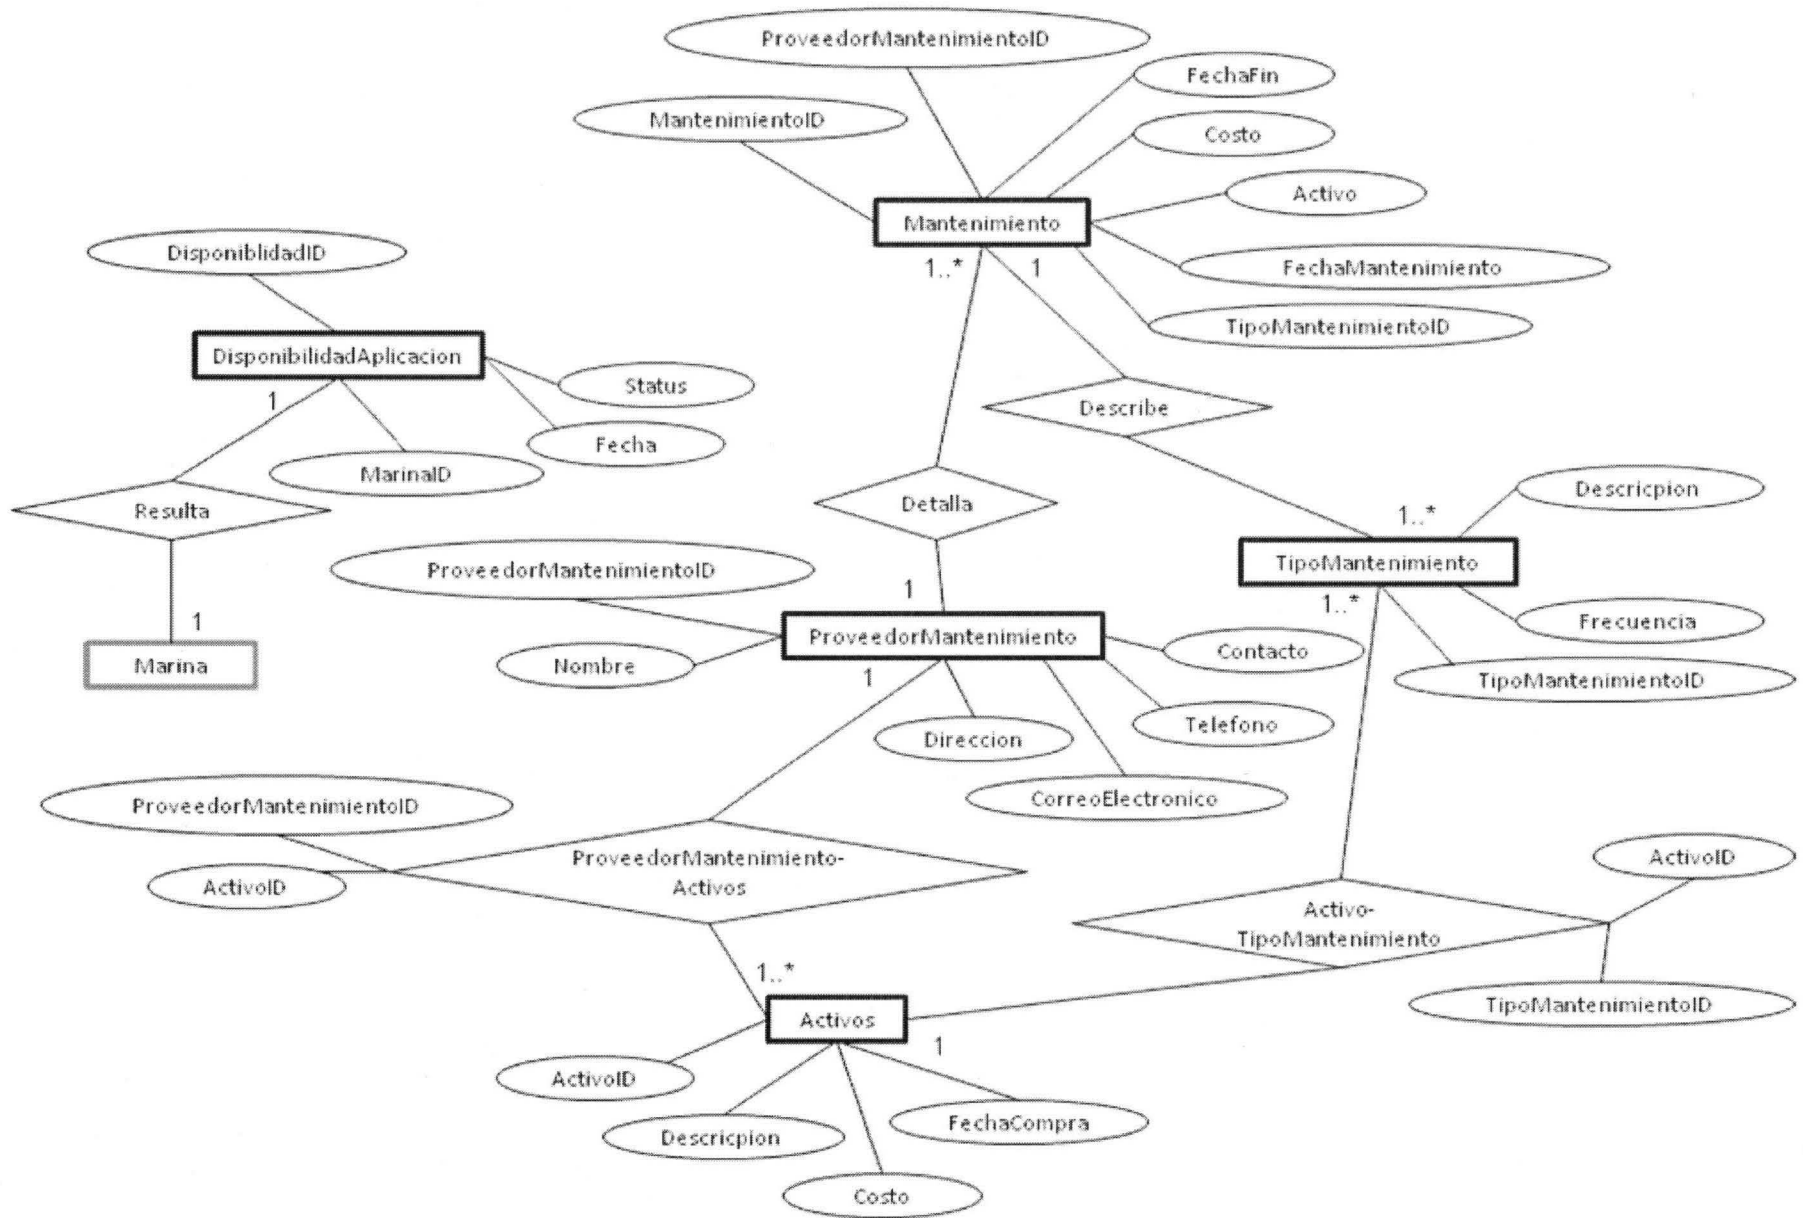 ProveedorMantenimientoID
FechaFin
MantenimientoID
Costo
Activo
Mantenimiento
DisponiblidadID
1..*
1
FechaMantenimiento
TipoMantenimientoID
DisponibilidadAplicacion
Status
1
Describe
Fecha
MarinaID
Descricpion
Resulta
Detalla
1..*
ProveedorMantenimientoID
TipoMantenimiento
1
1..*
1
Frecuencia
ProveedorMantenimiento
Contacto
Marina
Nombre
1
TipoMantenimientoID
Telefono
Direccion
CorreoElectronico
ProveedorMantenimientoID
ProveedorMantenimiento-
Activos
ActivoID
ActivoID
Activo-
TipoMantenimiento
1..*
TipoMantenimientoID
Activos
1
ActivoID
FechaCompra
Descricpion
Costo